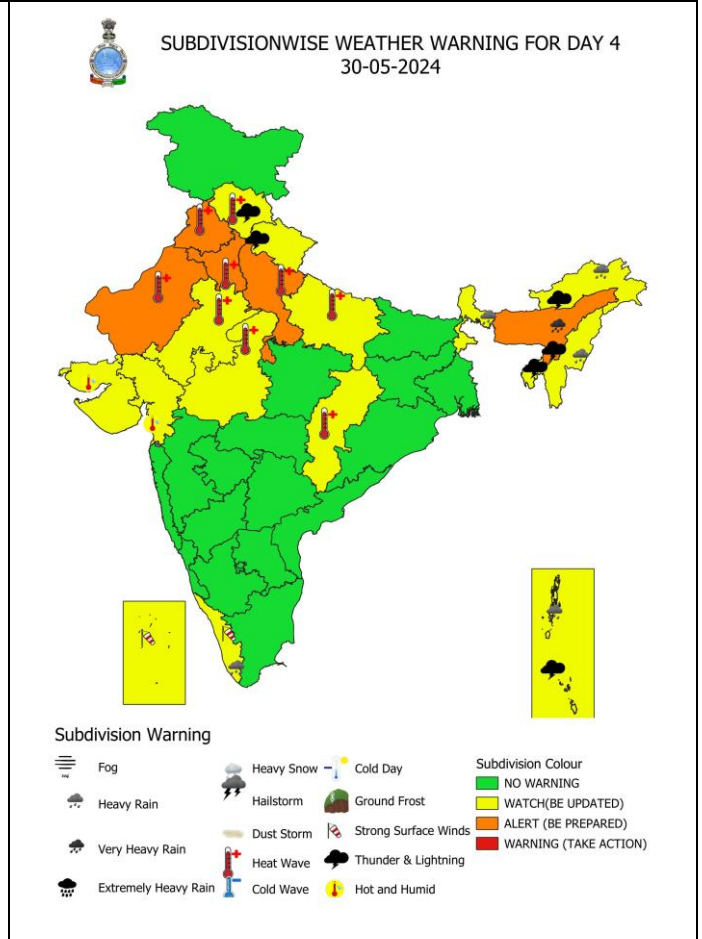 SUBDIVISIONWISE WEATHER WARNING FOR DAY 4
30-05-2024
Subdivision Warning
Fog
Heavy Rain
Very Heavy Rain
Extremely Heavy Rain
Heavy Snow
Hailstorm
Dust Storm
Heat Wave
Cold Wave
Cold Day
Ground Frost
Strong Surface Winds
Thunder & Lightning
Hot and Humid
Subdivision Colour
NO WARNING
WATCH(BE UPDATED)
ALERT (BE PREPARED)
WARNING (TAKE ACTION)